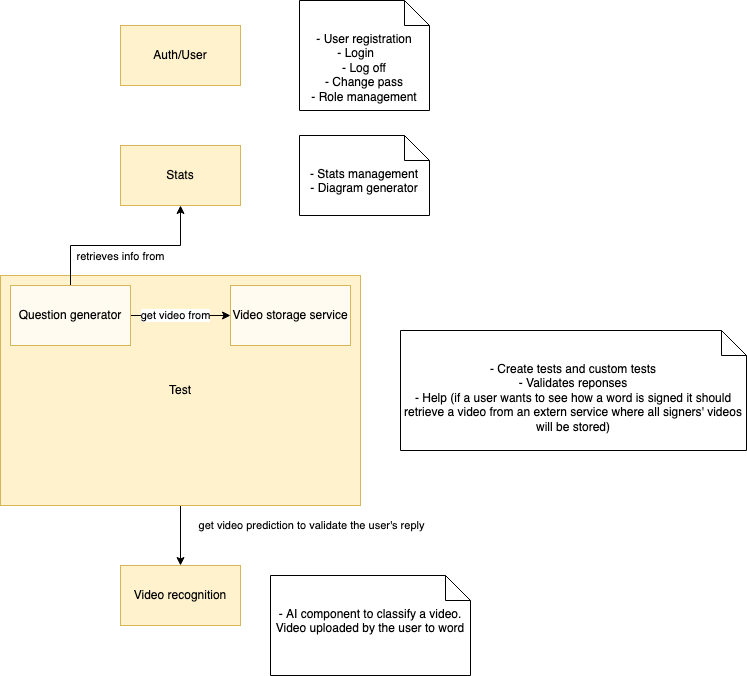 Auth/User
- User registration
- Login
- Log off
- Change pass
- Role management
Stats
- Stats management
- Diagram generator
retrieves info from
Question generator
get video from
Video storage service
Test
- Create tests and custom tests
- Validates reponses
- Help (if a user wants to see how a word is signed it should
retrieve a video from an extern service where all signers' videos
will be stored)
get video prediction to validate the user's reply
Video recognition
- AI component to classify a video.
Video uploaded by the user to word